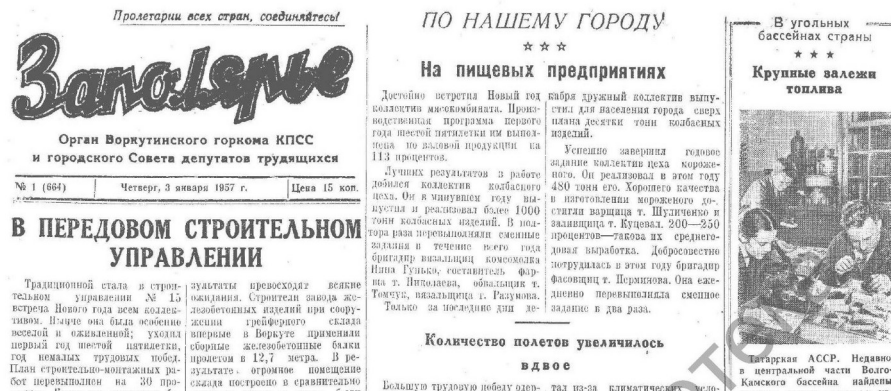 Пролетарии всех стран, соединяйтесь!
Заполярье
Орган Воркутинского горкома КПСС
и городского Совета депутатов трудящихся
№ 1 (664)
Четверг, 3 января 1957 г.
Цена 15 коп.
В ПЕРЕДОВОМ СТРОИТЕЛЬНОМ
УПРАВЛЕНИИ
Традиционной стала в строи-
тельном управлении № 15
встреча Нового года всем коллек-
тивом. Нынче она была особенно
веселой и оживленной; уходил
первый год шестой пятилетки,
год немалых трудовых побед.
План строительно-монтажных ра-
бот перевыполнен на 30 про-
зультаты превосходят всякие
ожидания. Строители завода же-
лезобетонных изделий при соору-
жении грейферного склада
впервые в Воркуте применили
сборные железобетонные балки
пролетом в 12,7 метра. В ре-
зультате огромное помещение
склада построено в сравнительно
ПО НАШЕМУ ГОРОДУ
На пищевых предприятиях
Достойно встретил Новый год
коллектив мясокомбината. Произ-
водственная программа первого
года шестой пятилетки им выпол-
нена по валовой продукции на
113 процентов.
Лучших результатов в работе
добился коллектив колбасного
цеха. Он в минувшем году вы-
пустил и реализовал более 1000
тонн колбасных изделий. В пол-
тора раза перевыполняли сменные
задания в течение всего года
бригадир вязальщиц комсомолка
Нина Гунько, составитель фар-
ша т. Николаева, обвальщик т.
Томчук, вязальщица т. Разунова.
Только за последние дни де-
кабря дружный коллектив выпу-
стил для населения города сверх
плана десятки тонн колбасных
изделий.
Успешно завершил годовое
задание коллектив цеха мороже-
ного. Он реализовал в этом году
480 тонн его. Хорошего качества
в изготовлении мороженого до-
стигли варщица т. Шуличенко и
заливщица т. Куцевал. 200—250
процентов—такова их среднего-
довая выработка. Добросовестно
потрудилась в этом году бригадир
фасовщиц т. Перминова. Она еже-
дневно перевыполняла сменное
задание в два раза.
Количество полетов увеличилось
вдвое
Большую трудовую победу одер-
тал из-за климатических усло-
В угольных
бассейнах страны
Крупные залежи
топлива
Татарская АССР. Недавно
в центральной части Волго-
Камского бассейна найдены